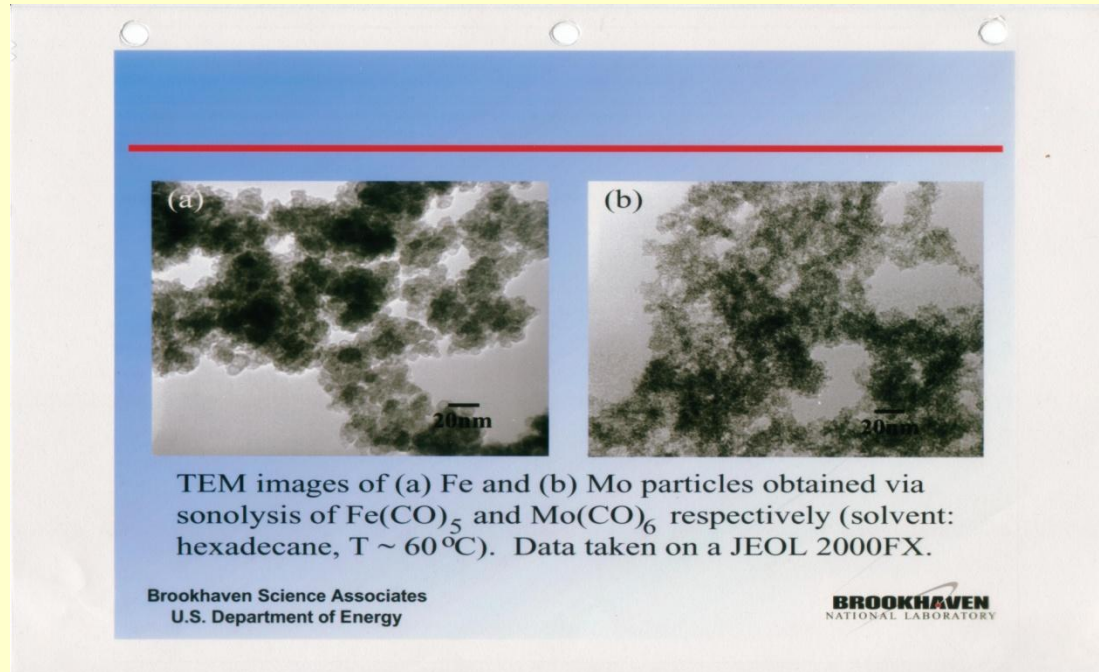 (a)
(b)
20nm
20nm
TEM images of (a) Fe and (b) Mo particles obtained via
sonolysis of Fe(CO)5 and Mo(CO)6 respectively (solvent:
hexadecane, T ~ 60 °C). Data taken on a JEOL 2000FX.
Brookhaven Science Associates
U.S. Department of Energy
BROOKHAVEN
NATIONAL LABORATORY